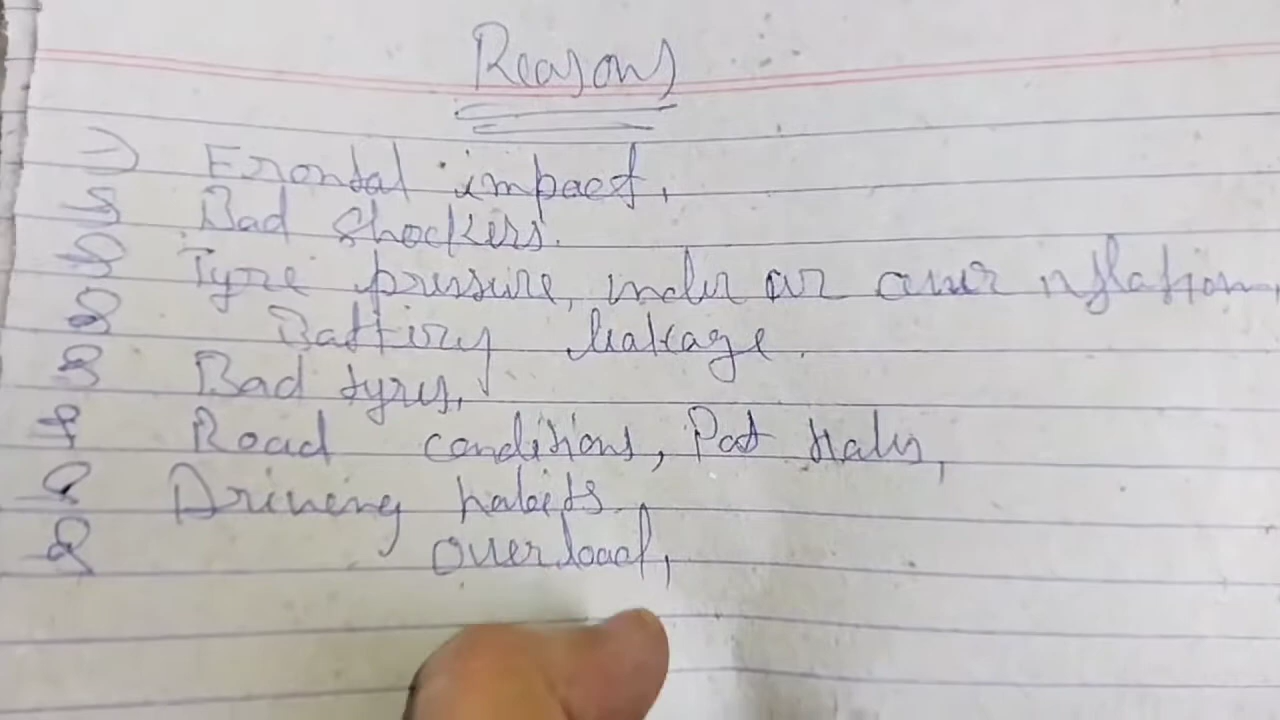 Reasons
Frontal impact,
Bad Shockers.
Tyre pressure, under or over nflation,
Battery leakage.
Bad tyres,
Road conditions, Pot holes,
Driving habits.
overload,